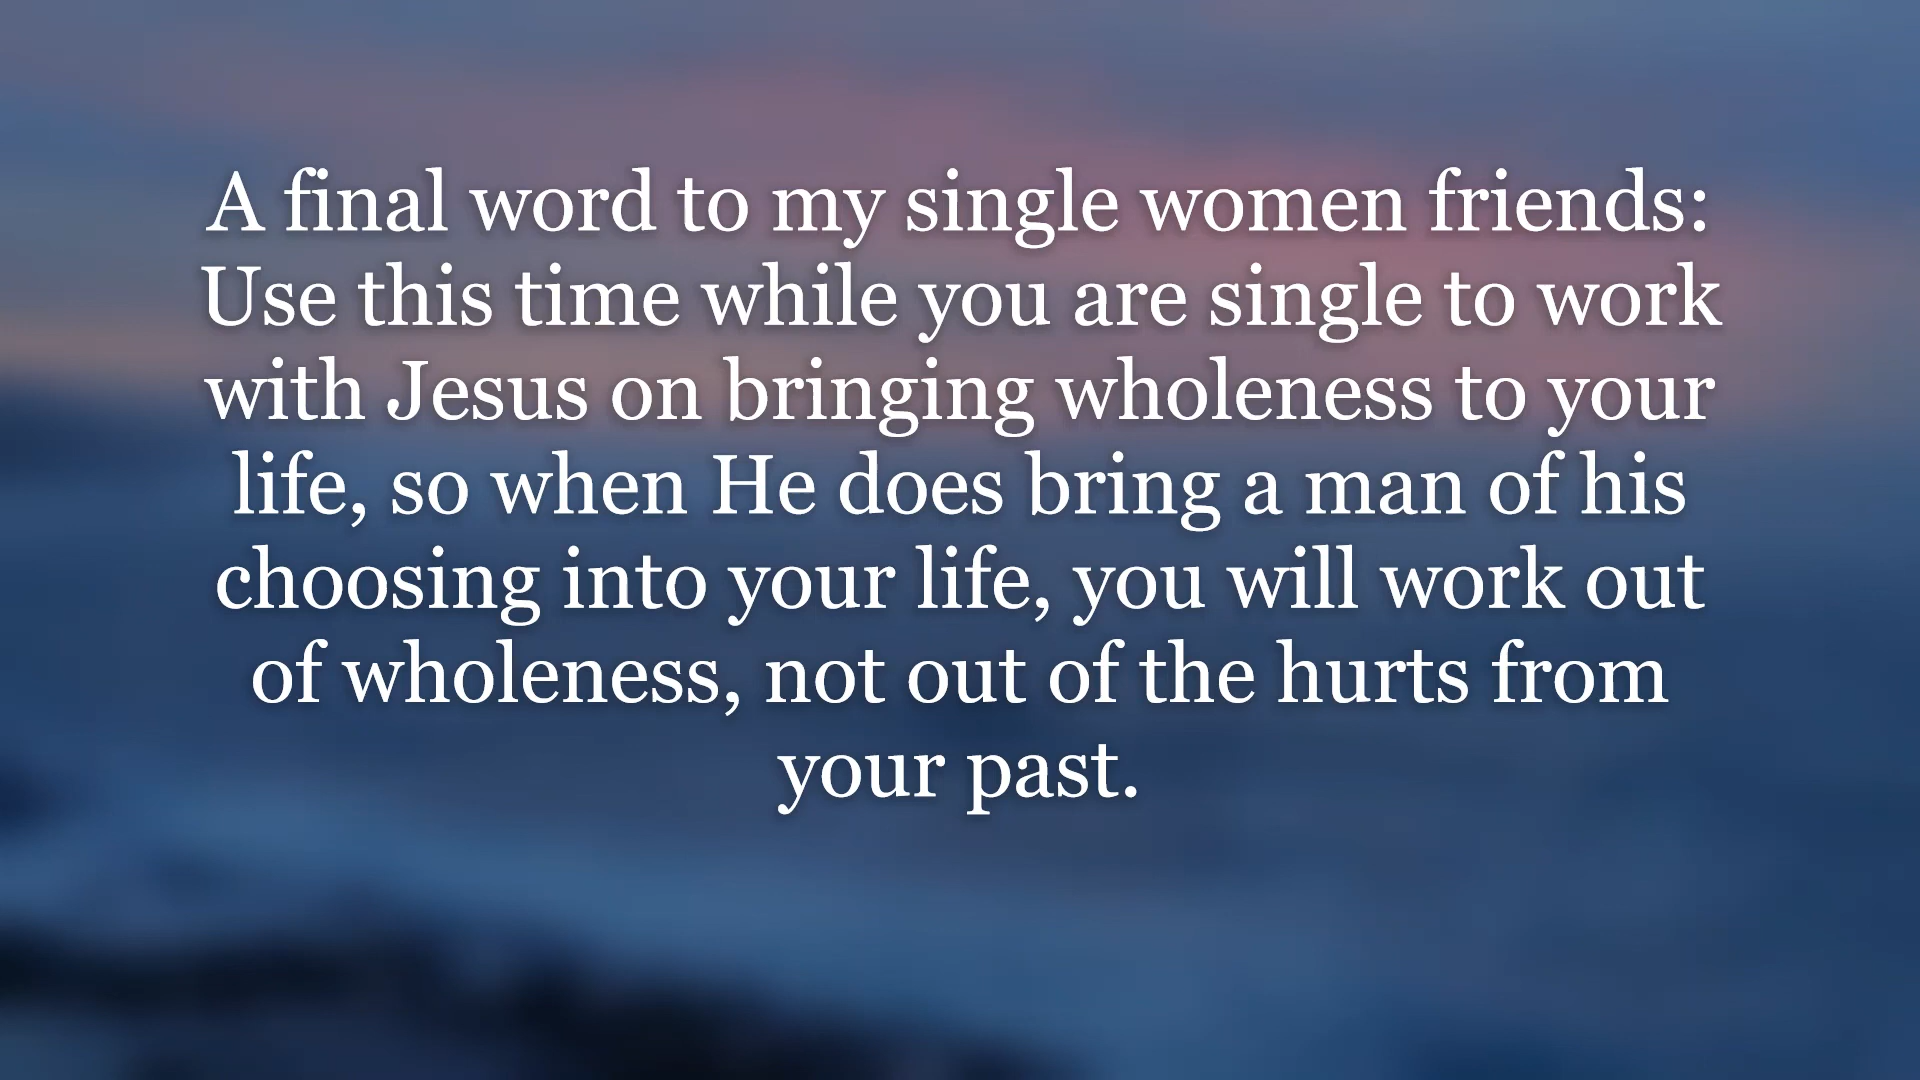 A final word to my single women friends:
Use this time while you are single to work
with Jesus on bringing wholeness to your
life, so when He does bring a man of his
choosing into your life, you will work out
of wholeness, not out of the hurts from
your past.